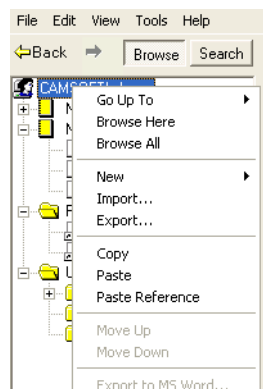 File Edit View Tools Help
Back Browse Search
Go Up To
Browse Here
Browse All
New
Import...
Export...
Copy
Paste
Paste Reference
Move Up
Move Down
Export to MS Word...